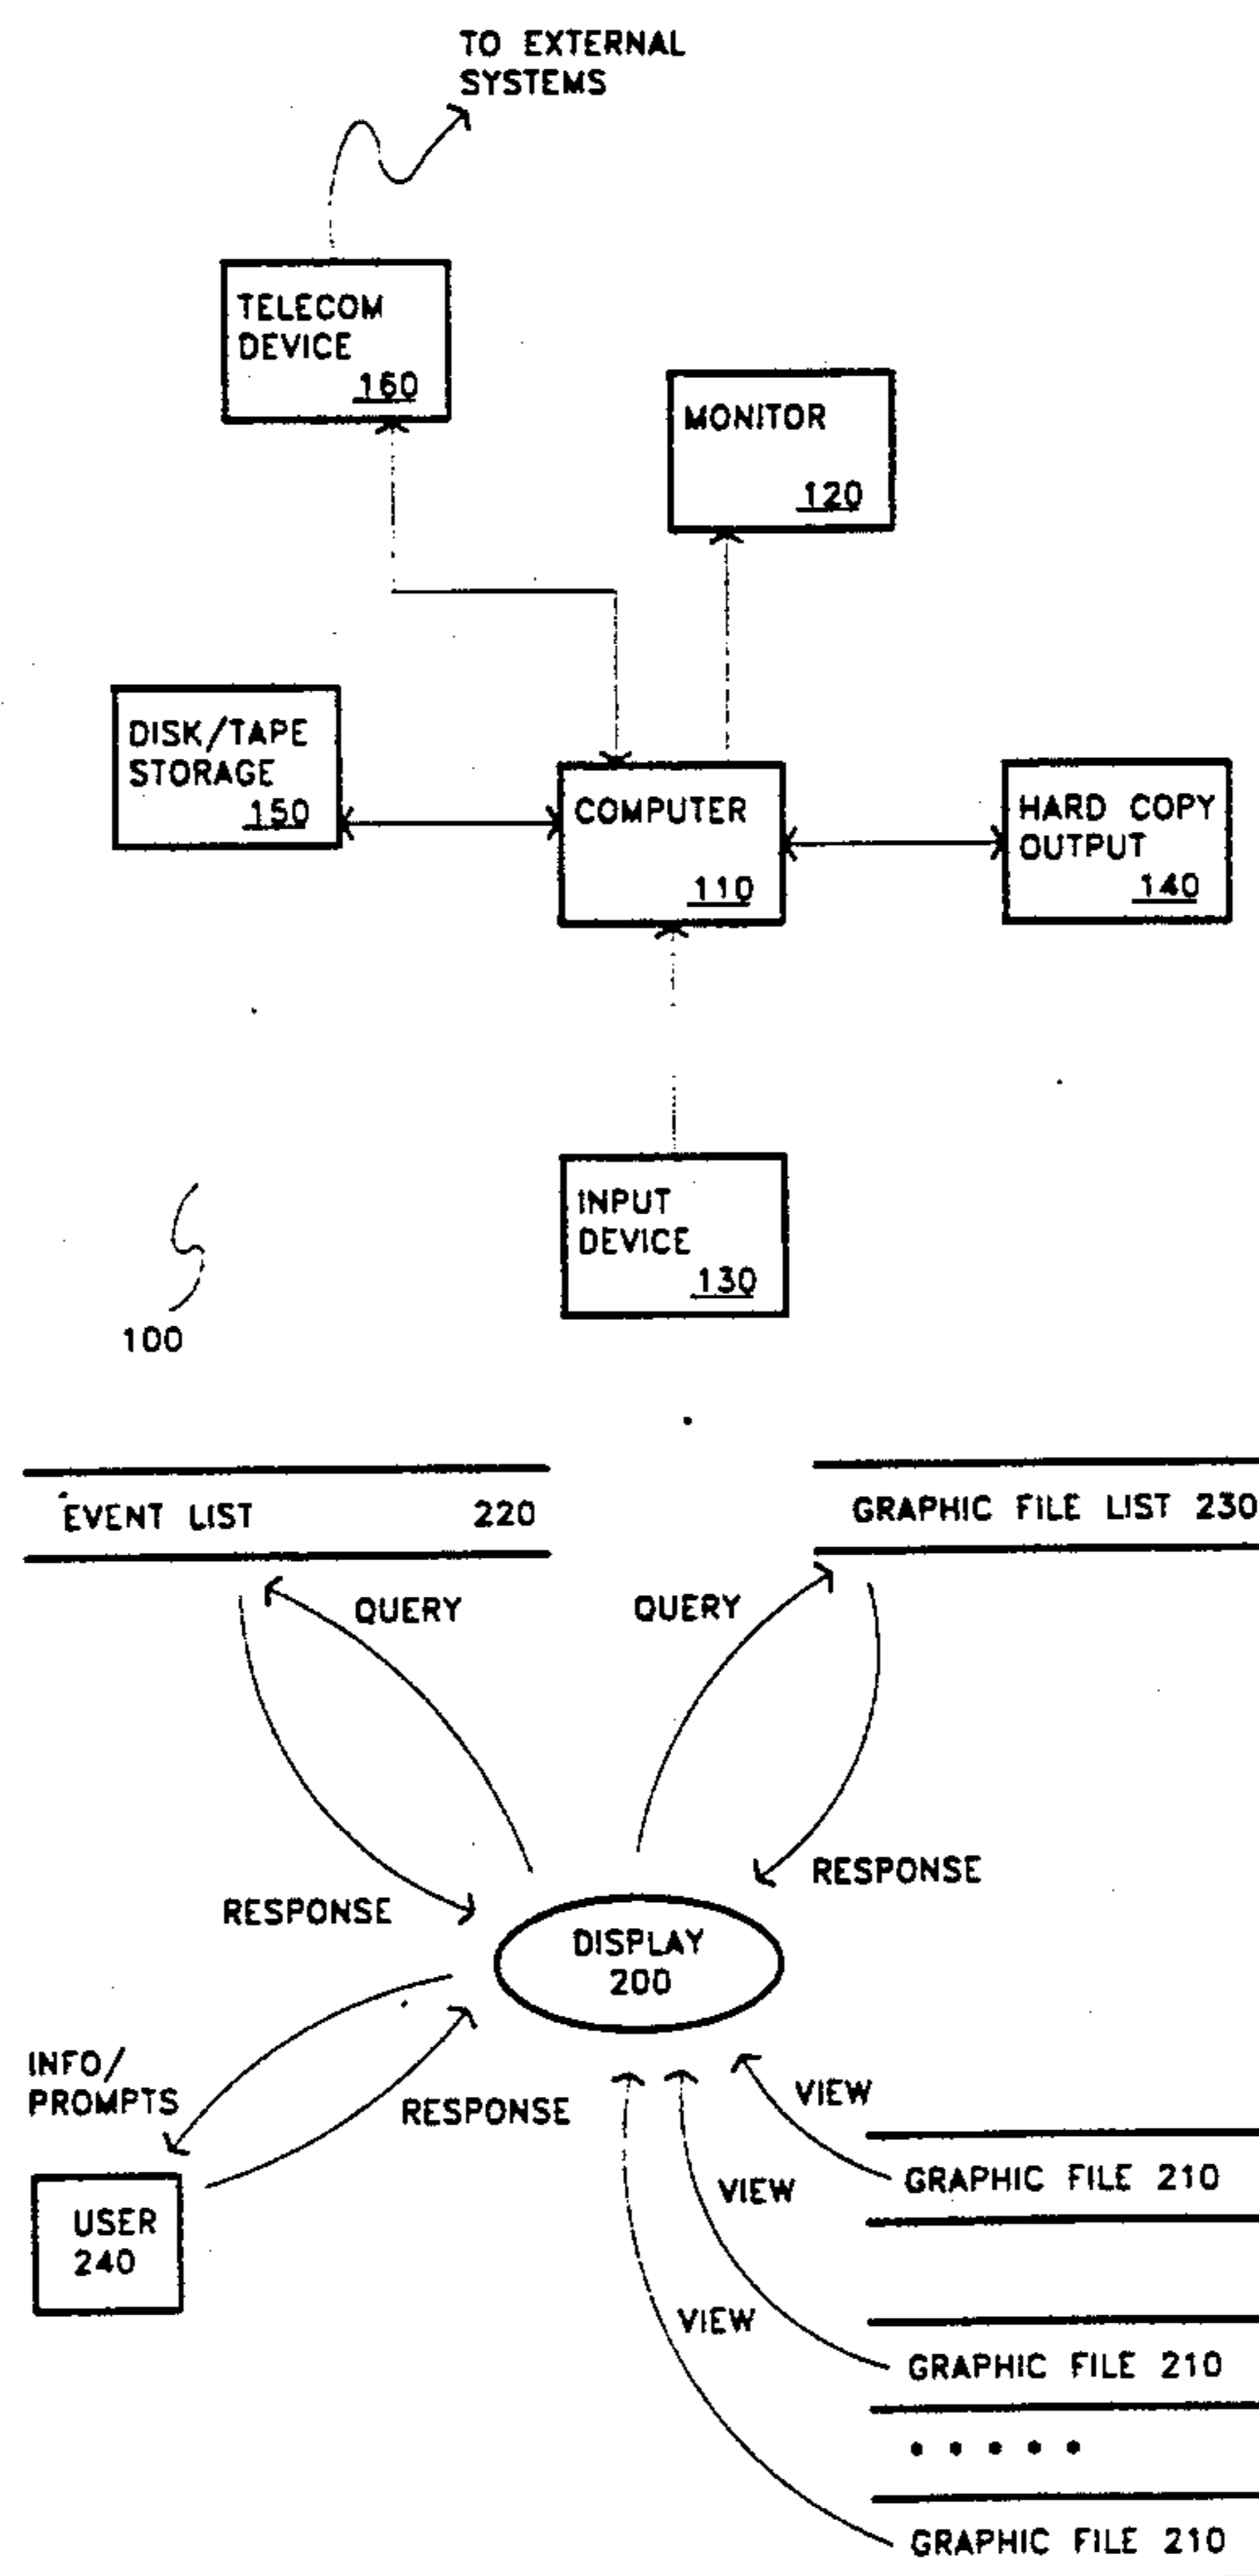 TO EXTERNAL
SYSTEMS
TELECOM
DEVICE
160
MONITOR
120
DISK/TAPE
STORAGE
150
COMPUTER
110
HARD COPY
OUTPUT
140
INPUT
DEVICE
130
100
EVENT LIST 220
GRAPHIC FILE LIST 230
QUERY
QUERY
RESPONSE
RESPONSE
DISPLAY
200
INFO/
PROMPTS
RESPONSE
VIEW
GRAPHIC FILE 210
VIEW
USER
240
VIEW
GRAPHIC FILE 210
• • • • •
GRAPHIC FILE 210